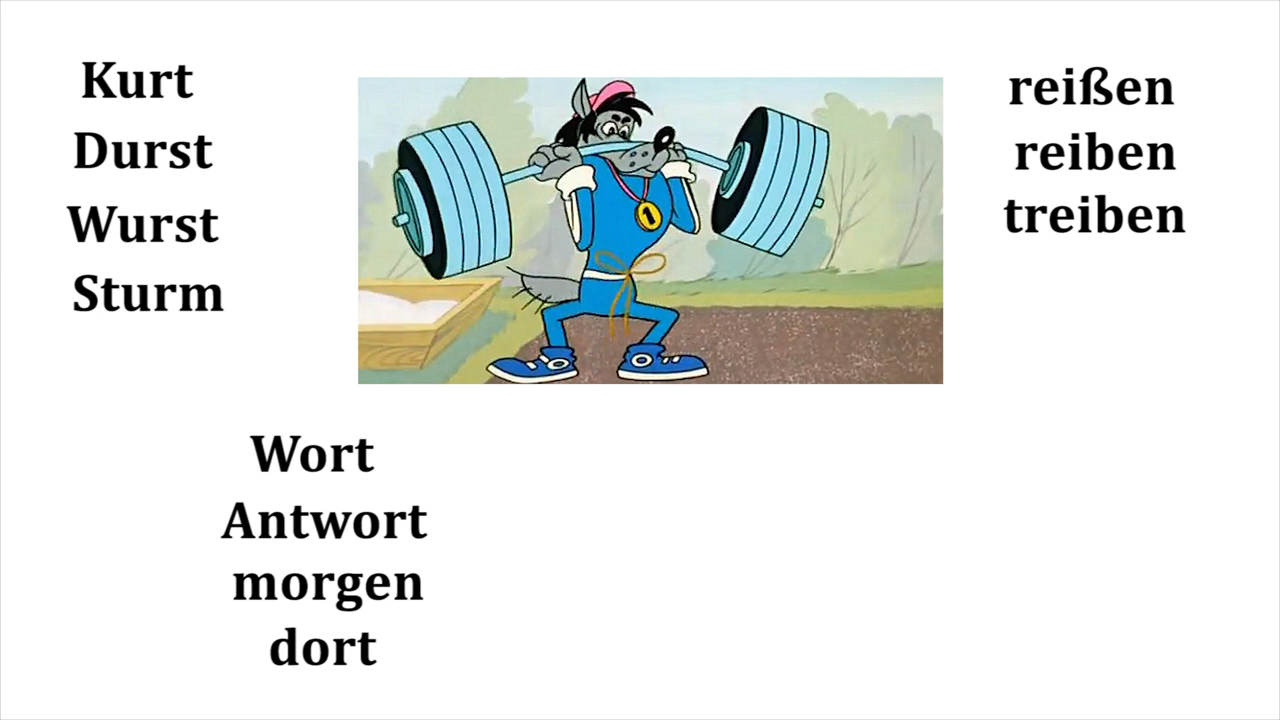 Kurt
Durst
Wurst
Sturm
reißen
reiben
treiben
1
Wort
Antwort
morgen
dort